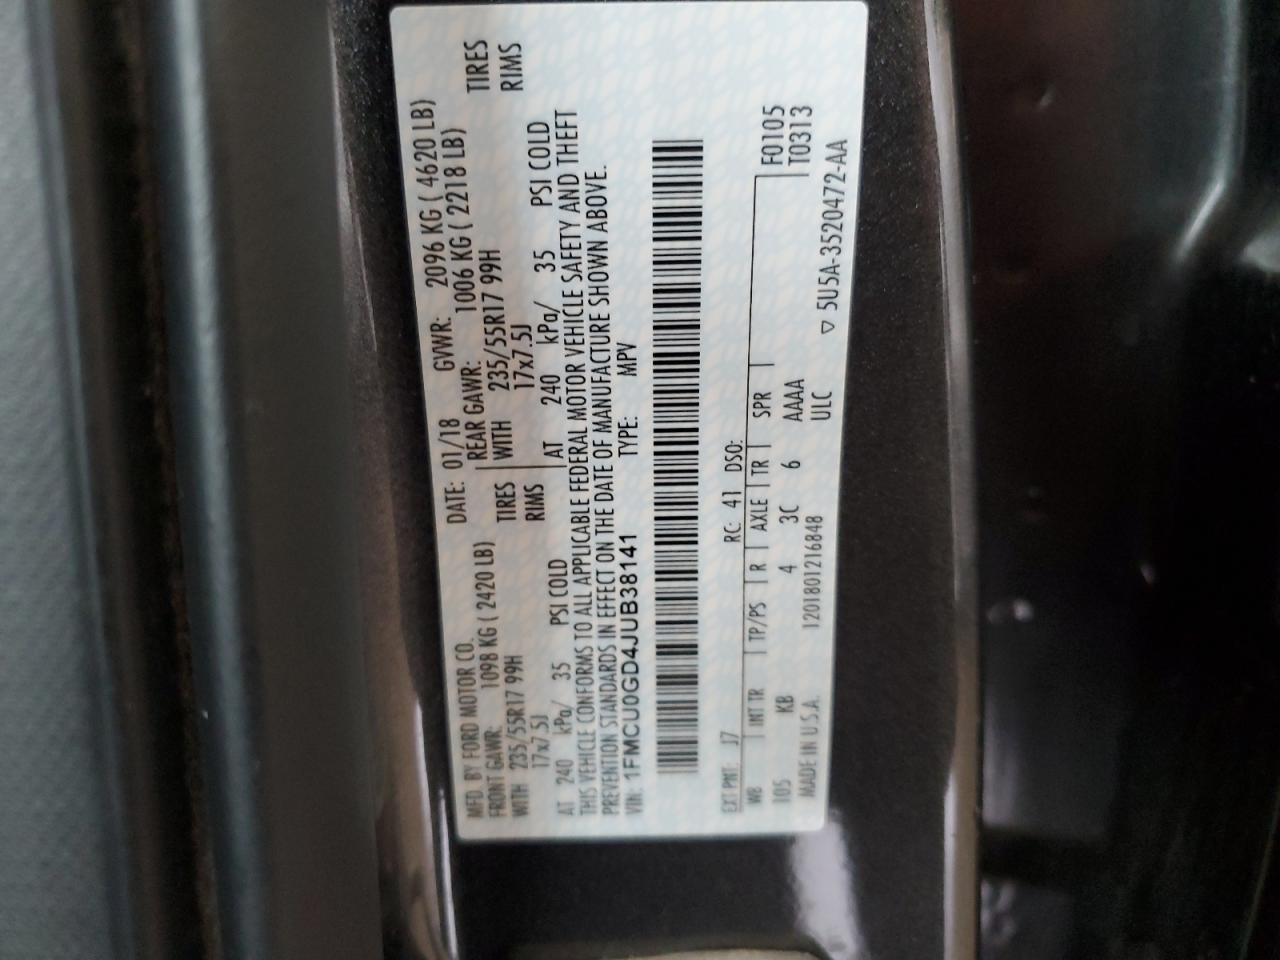 MFD. BY FORD MOTOR CO. DATE: 01/18 GVWR: 2096 KG ( 4620 LB)
FRONT GAWR: 1098 KG ( 2420 LB) REAR GAWR: 1006 KG ( 2218 LB)
WITH 235/55R17 99H TIRES WITH 235/55R17 99H TIRES
17x7.5J RIMS 17x7.5J RIMS
AT 240 kPa/ 35 PSI COLD AT 240 kPa/ 35 PSI COLD
THIS VEHICLE CONFORMS TO ALL APPLICABLE FEDERAL MOTOR VEHICLE SAFETY AND THEFT
PREVENTION STANDARDS IN EFFECT ON THE DATE OF MANUFACTURE SHOWN ABOVE.
VIN: 1FMCU0GD4JUB38141 TYPE: MPV
EXT PNT: J7 RC: 41 DSO: F0105
WB INT TR TP/PS R AXLE TR SPR T0313
105 KB 4 3C 6 AAAA
MADE IN U.S.A. 1201801216848 ULC
▽ 5U5A-3520472-AA